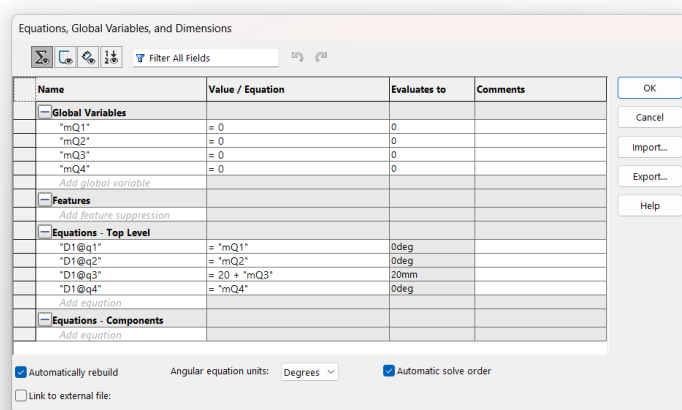 Equations, Global Variables, and Dimensions
Filter All Fields
Name Value / Equation Evaluates to Comments
Global Variables
"mQ1" = 0 0
"mQ2" = 0 0
"mQ3" = 0 0
"mQ4" = 0 0
Add global variable
Features
Add feature suppression
Equations - Top Level
"D1@q1" = "mQ1" 0deg
"D1@q2" = "mQ2" 0deg
"D1@q3" = 20 + "mQ3" 20mm
"D1@q4" = "mQ4" 0deg
Add equation
Equations - Components
Add equation
OK
Cancel
Import...
Export...
Help
Automatically rebuild Angular equation units: Degrees Automatic solve order
Link to external file: